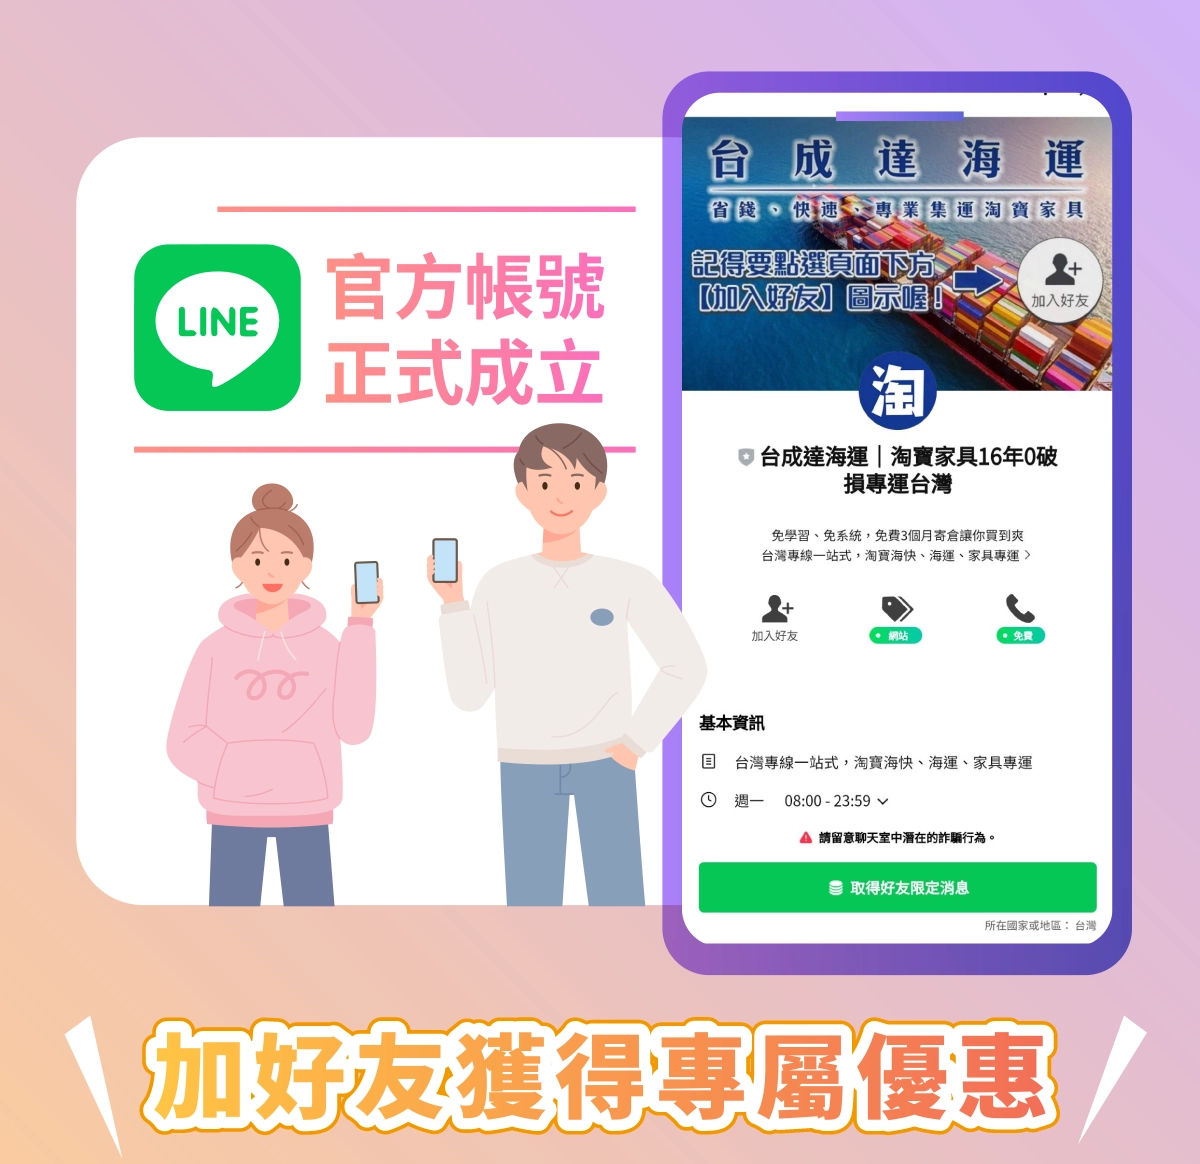 LINE
官方帳號
正式成立
台成達海運
省錢、快速、專業集運淘寶家具
記得要點選頁面下方
【加入好友】圖示喔！
加入好友
淘
台成達海運｜淘寶家具16年0破
損專運台灣
免學習、免系統，免費3個月寄倉讓你買到爽
台灣專線一站式，淘寶海快、海運、家具專運
加入好友
網站
免費
基本資訊
台灣專線一站式，淘寶海快、海運、家具專運
週一 08:00 - 23:59
請留意聊天室中潛在的詐騙行為。
取得好友限定消息
所在國家或地區： 台灣
加好友獲得專屬優惠